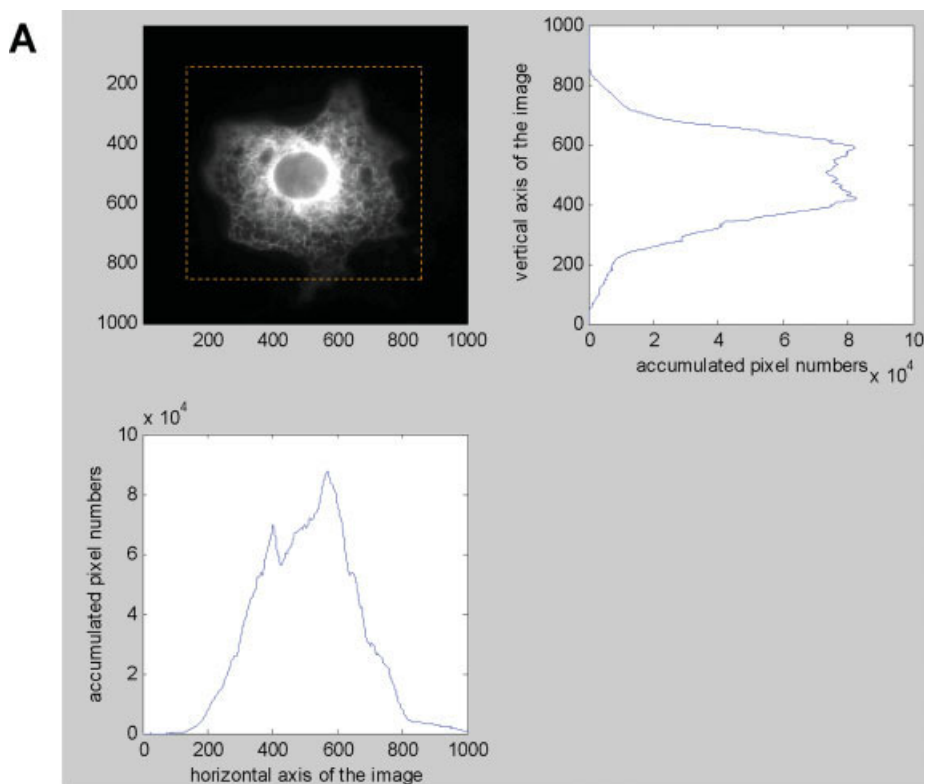 A
200
400
600
800
1000
200 400 600 800 1000
1000
800
600
400
200
0
vertical axis of the image
0 2 4 6 8 10
accumulated pixel numbers x 10^4
x 10^4
10
8
6
4
2
0
accumulated pixel numbers
0 200 400 600 800 1000
horizontal axis of the image